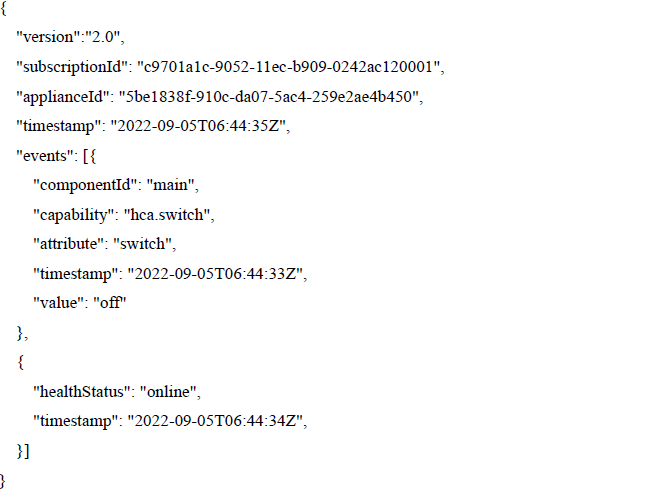 {
"version":"2.0",
"subscriptionId": "c9701a1c-9052-11ec-b909-0242ac120001",
"applianceId": "5be1838f-910c-da07-5ac4-259e2ae4b450",
"timestamp": "2022-09-05T06:44:35Z",
"events": [{
"componentId": "main",
"capability": "hca.switch",
"attribute": "switch",
"timestamp": "2022-09-05T06:44:33Z",
"value": "off"
},
{
"healthStatus": "online",
"timestamp": "2022-09-05T06:44:34Z",
}]
}